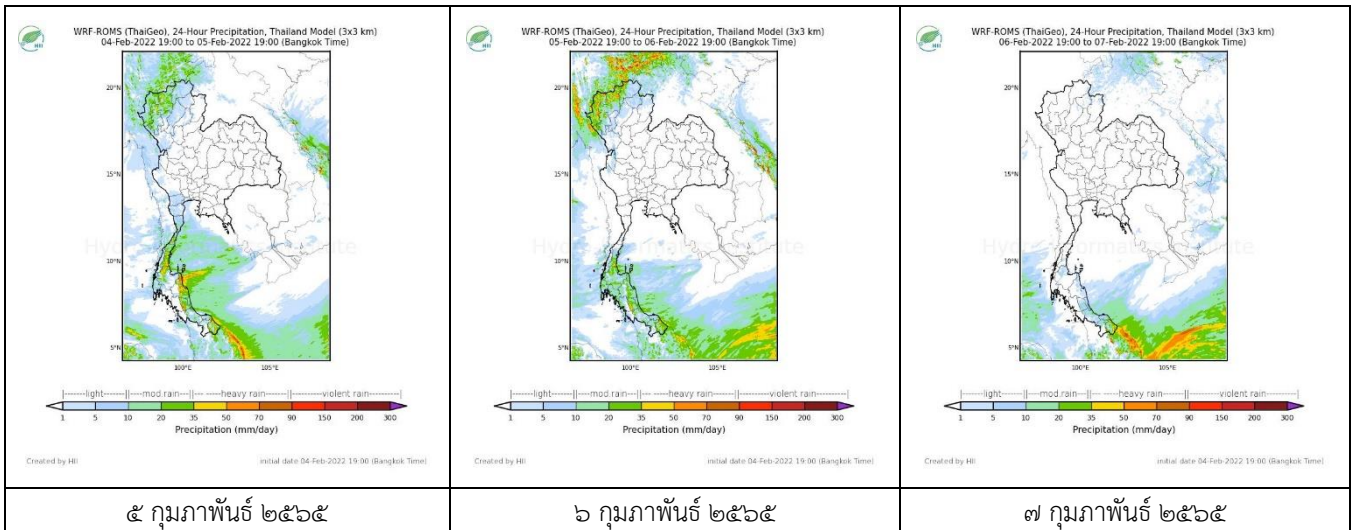 HII
WRF-ROMS (ThaiGeo), 24-Hour Precipitation, Thailand Model (3x3 km)
04-Feb-2022 19:00 to 05-Feb-2022 19:00 (Bangkok Time)
20°N
15°N
10°N
5°N
100°E 105°E
|-------light-------||----mod.rain----|--- heavy rain ----||------violent rain------|
1 5 10 20 35 50 70 90 150 200 300
Precipitation (mm/day)
Created by HII initial date 04-Feb-2022 19:00 (Bangkok Time)
๕ กุมภาพันธ์ ๒๕๖๕
HII
WRF-ROMS (ThaiGeo), 24-Hour Precipitation, Thailand Model (3x3 km)
05-Feb-2022 19:00 to 06-Feb-2022 19:00 (Bangkok Time)
20°N
15°N
10°N
5°N
100°E 105°E
|-------light-------||----mod.rain----|--- heavy rain ----||------violent rain------|
1 5 10 20 35 50 70 90 150 200 300
Precipitation (mm/day)
Created by HII initial date 04-Feb-2022 19:00 (Bangkok Time)
๖ กุมภาพันธ์ ๒๕๖๕
HII
WRF-ROMS (ThaiGeo), 24-Hour Precipitation, Thailand Model (3x3 km)
06-Feb-2022 19:00 to 07-Feb-2022 19:00 (Bangkok Time)
20°N
15°N
10°N
5°N
100°E 105°E
|-------light-------||----mod.rain----|--- heavy rain ----||------violent rain------|
1 5 10 20 35 50 70 90 150 200 300
Precipitation (mm/day)
Created by HII initial date 04-Feb-2022 19:00 (Bangkok Time)
๗ กุมภาพันธ์ ๒๕๖๕